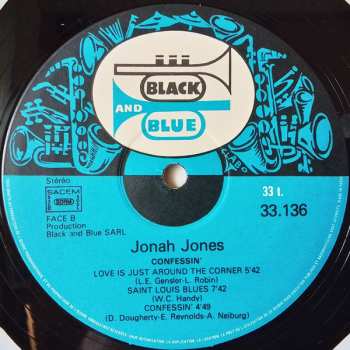 BLACK
AND
BLUE
Stéréo
SACEM
SDRM
FACE B
Production
Black and Blue SARL
33 t.
33.136
Jonah Jones
CONFESSIN'
LOVE IS JUST AROUND THE CORNER 5'42
(L.E. Gensler-L. Robin)
SAINT LOUIS BLUES 7'42
(W.C. Handy)
CONFESSIN' 4'49
(D. Dougherty-E. Reynolds-A. Neiburg)